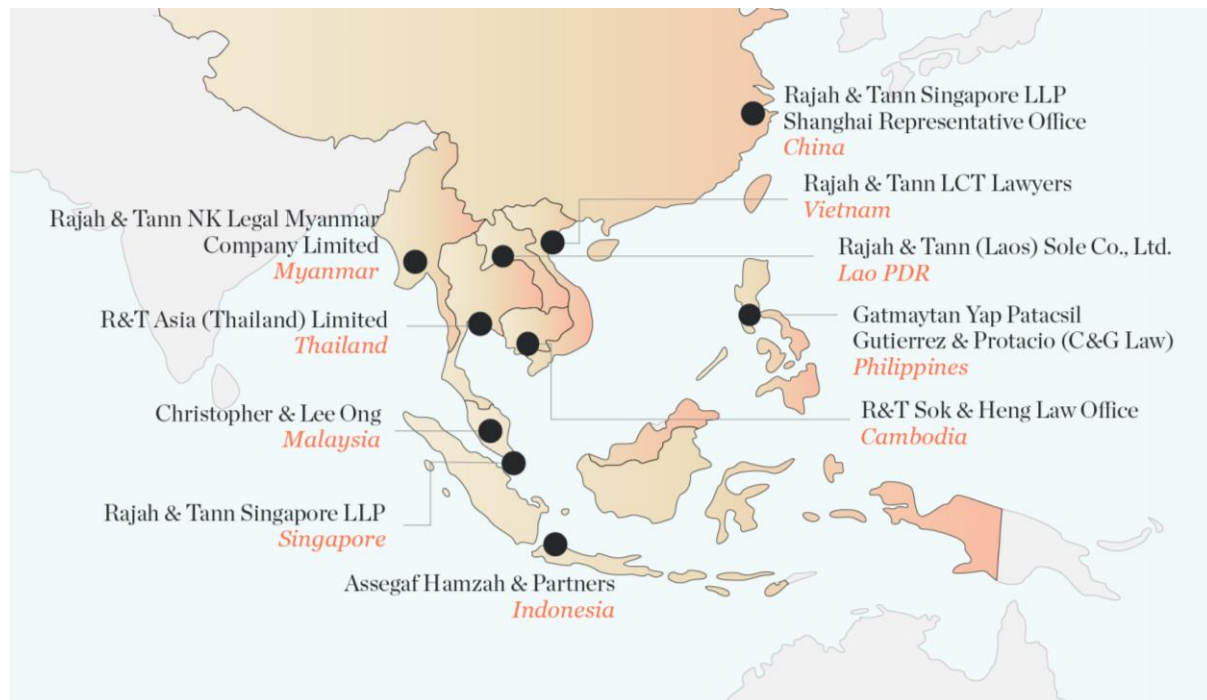 Rajah & Tann Singapore LLP
Shanghai Representative Office
China
Rajah & Tann LCT Lawyers
Vietnam
Rajah & Tann NK Legal Myanmar
Company Limited
Myanmar
Rajah & Tann (Laos) Sole Co., Ltd.
Lao PDR
R&T Asia (Thailand) Limited
Thailand
Gatmaytan Yap Patacsil
Gutierrez & Protacio (C&G Law)
Philippines
Christopher & Lee Ong
Malaysia
R&T Sok & Heng Law Office
Cambodia
Rajah & Tann Singapore LLP
Singapore
Assegaf Hamzah & Partners
Indonesia